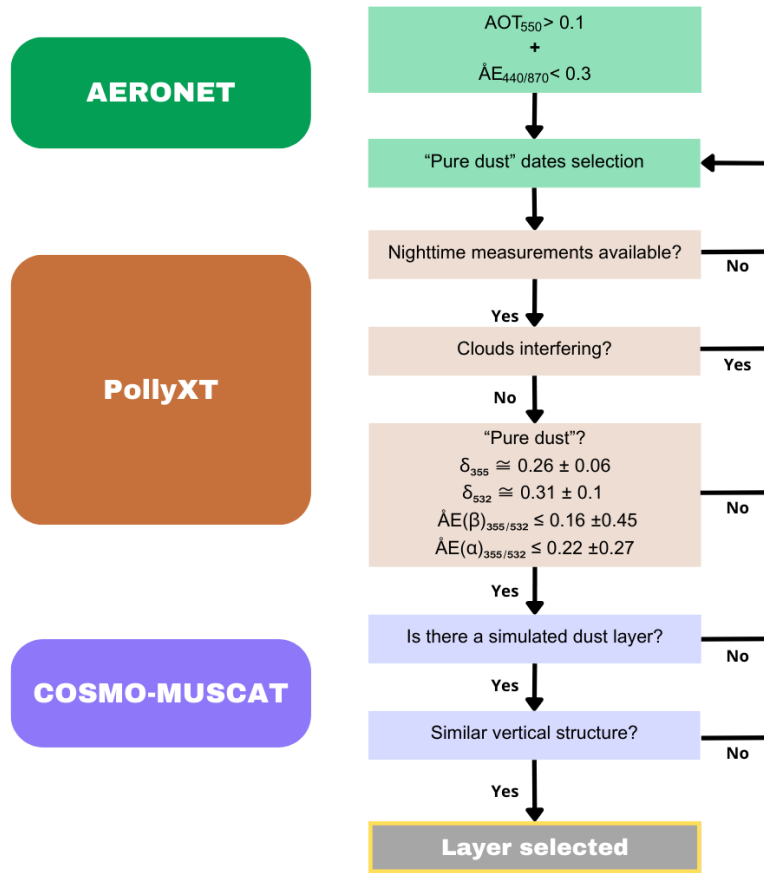 AERONET
AOT₅₅₀ > 0.1
+
ÅE₄₄₀/₈₇₀ < 0.3
“Pure dust” dates selection
PollyXT
Nighttime measurements available?
No
Yes
Clouds interfering?
Yes
No
“Pure dust”?
δ₃₅₅ ≅ 0.26 ± 0.06
δ₅₃₂ ≅ 0.31 ± 0.1
ÅE(β)₃₅₅/₅₃₂ ≤ 0.16 ±0.45
ÅE(α)₃₅₅/₅₃₂ ≤ 0.22 ±0.27
No
Yes
COSMO-MUSCAT
Is there a simulated dust layer?
No
Yes
Similar vertical structure?
No
Yes
Layer selected